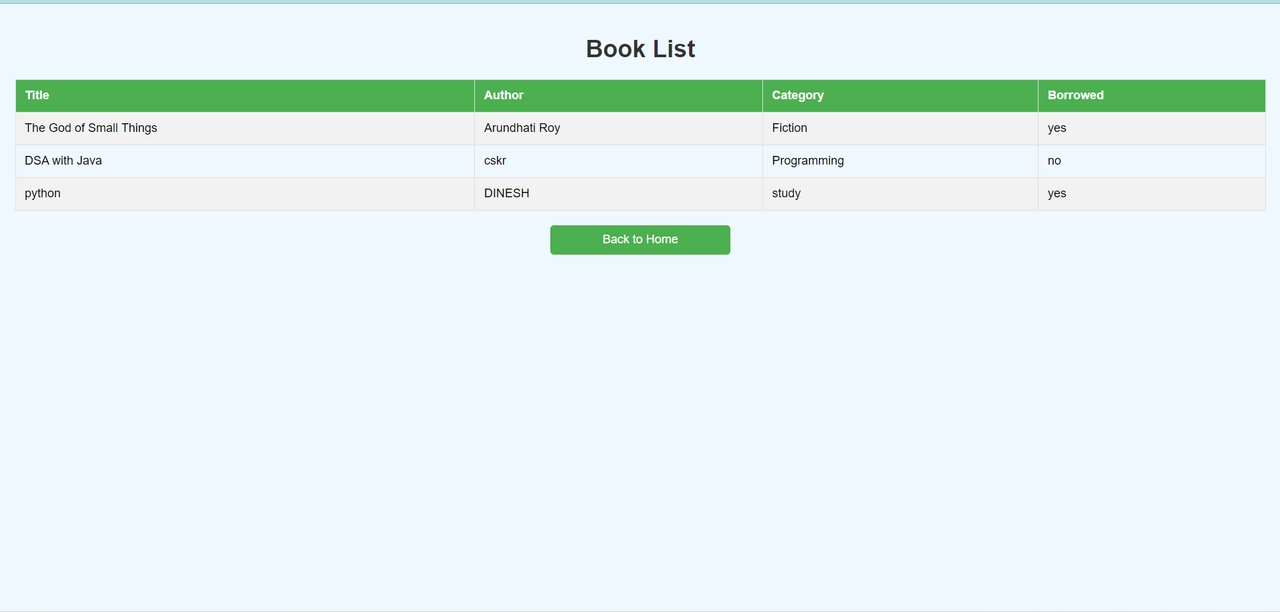 Book List
Title Author Category Borrowed
The God of Small Things Arundhati Roy Fiction yes
DSA with Java cskr Programming no
python DINESH study yes
Back to Home